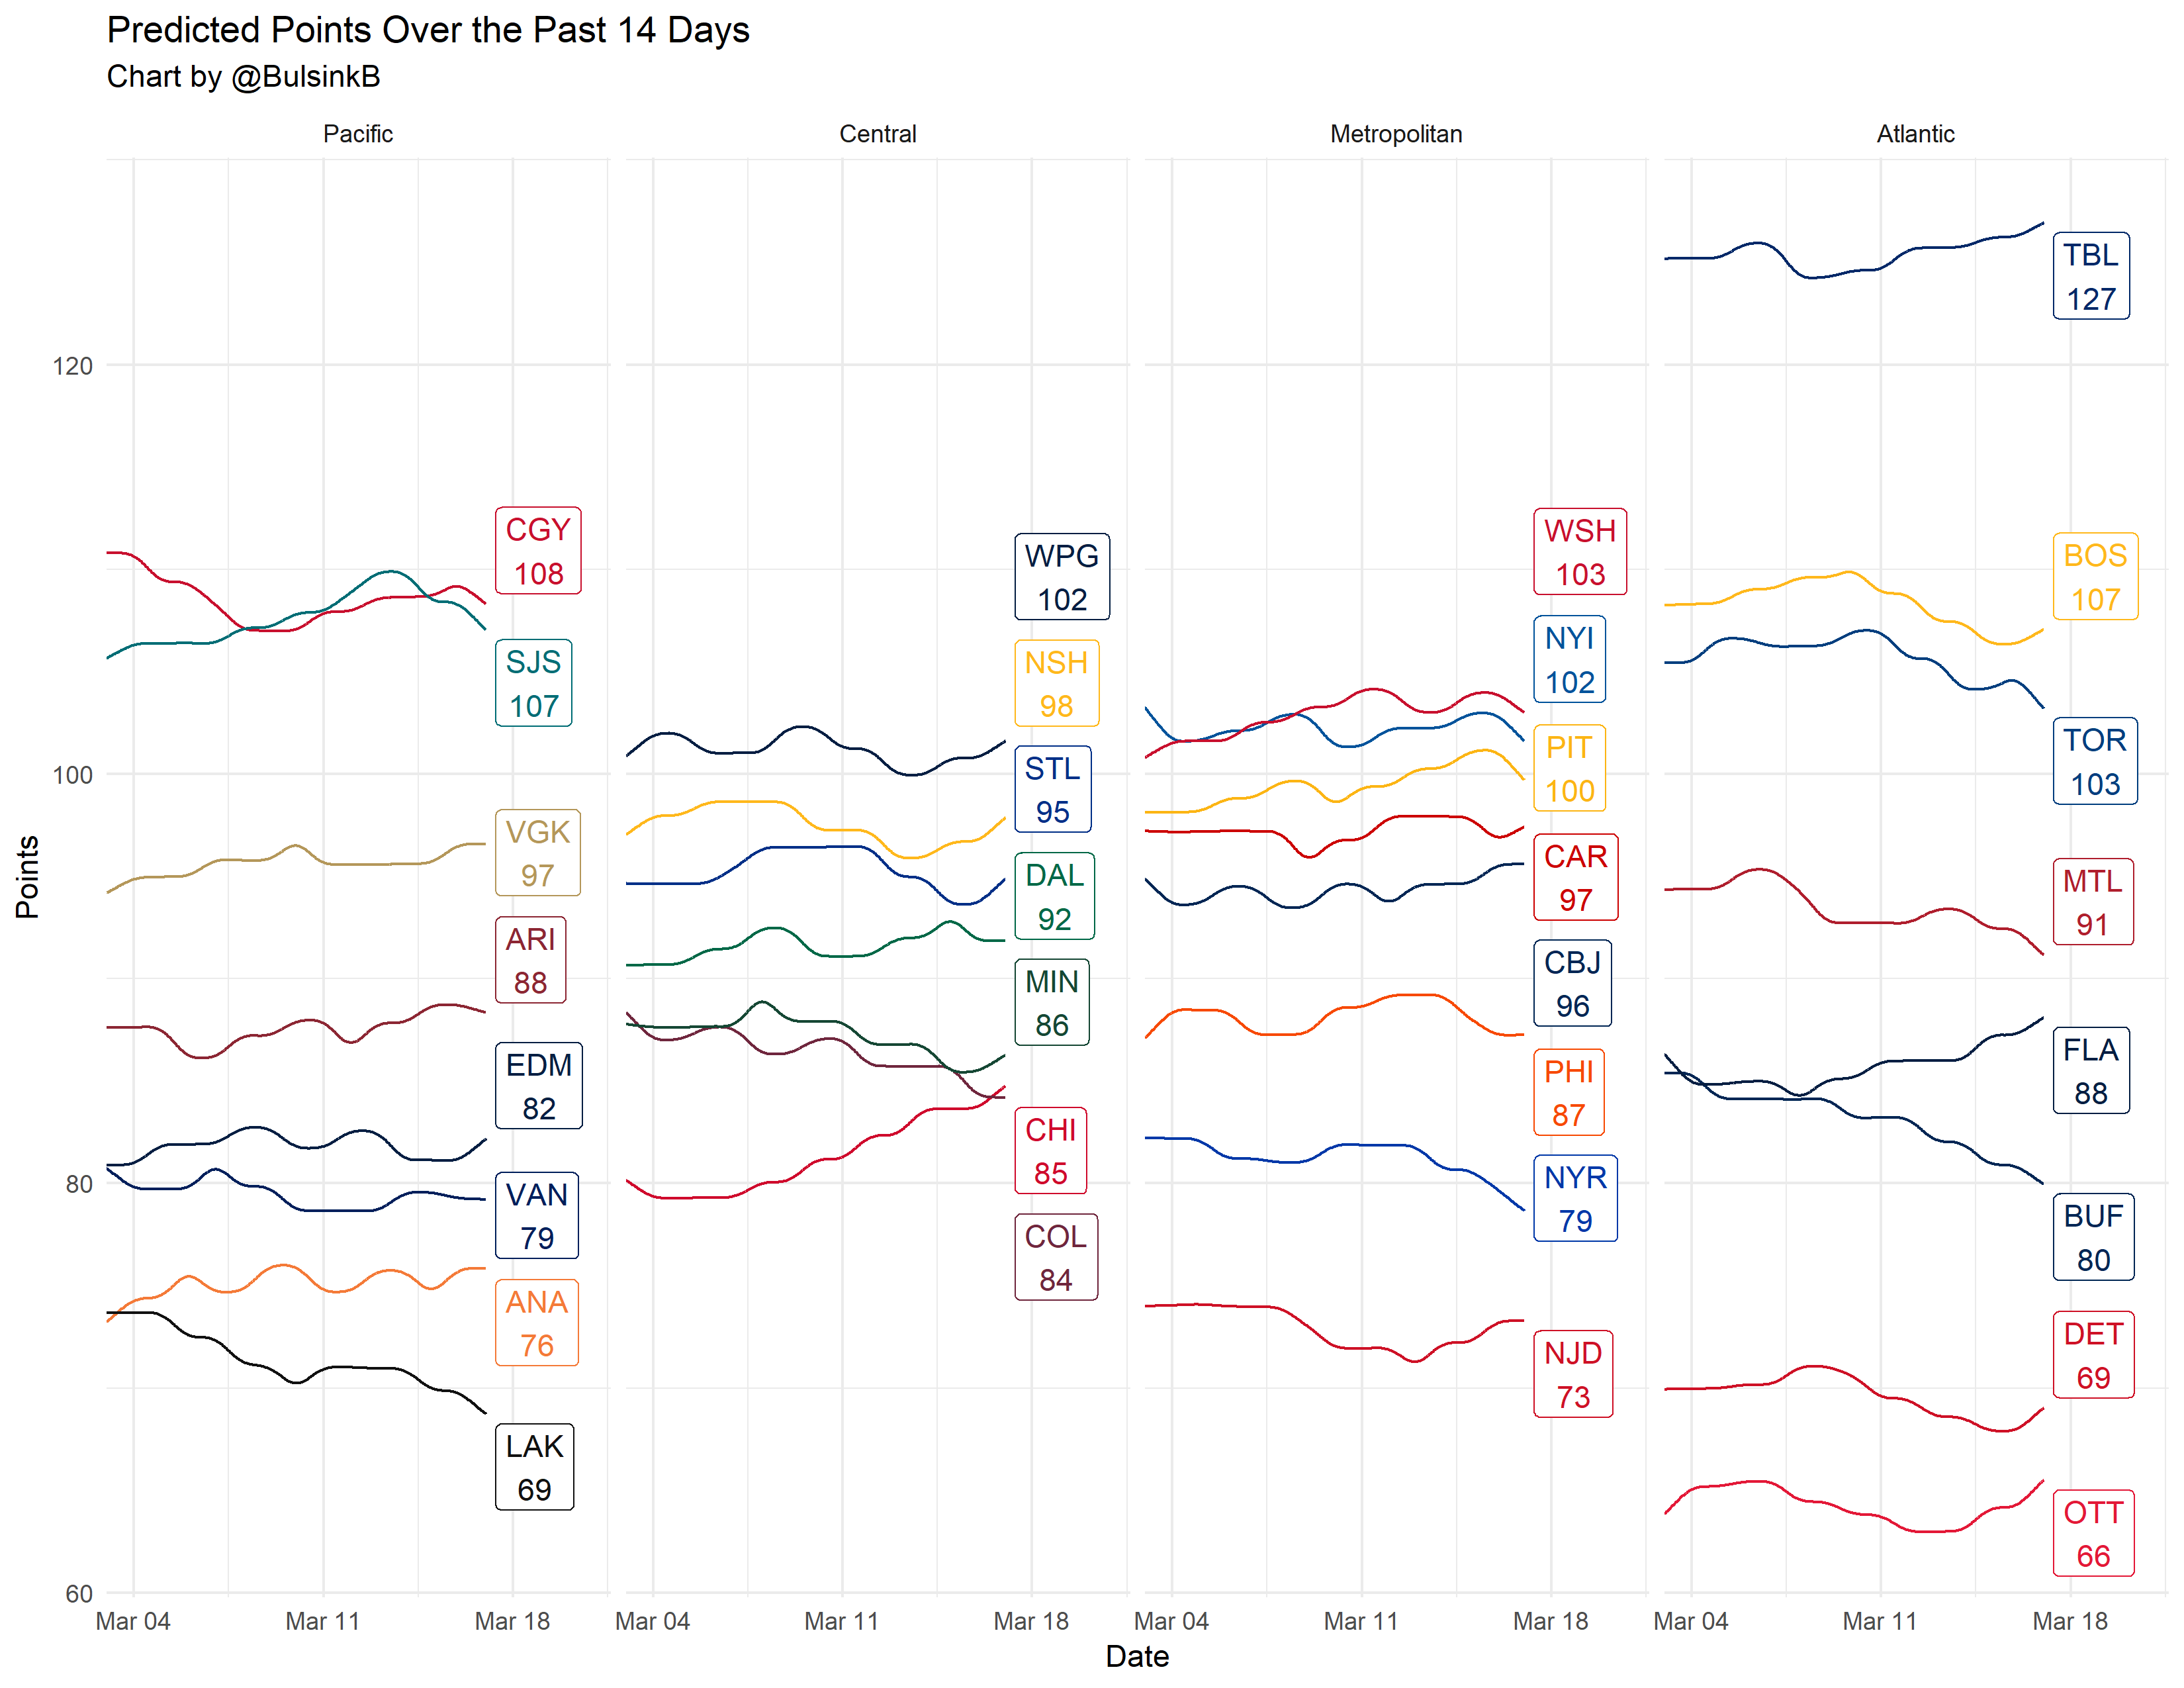 Predicted Points Over the Past 14 Days
Chart by @BulsinkB
Pacific
Central
Metropolitan
Atlantic
Points
120
100
80
60
CGY
108
SJS
107
VGK
97
ARI
88
EDM
82
VAN
79
ANA
76
LAK
69
WPG
102
NSH
98
STL
95
DAL
92
MIN
86
CHI
85
COL
84
WSH
103
NYI
102
PIT
100
CAR
97
CBJ
96
PHI
87
NYR
79
NJD
73
TBL
127
BOS
107
TOR
103
MTL
91
FLA
88
BUF
80
DET
69
OTT
66
Mar 04 Mar 11 Mar 18
Mar 04 Mar 11 Mar 18
Mar 04 Mar 11 Mar 18
Mar 04 Mar 11 Mar 18
Date